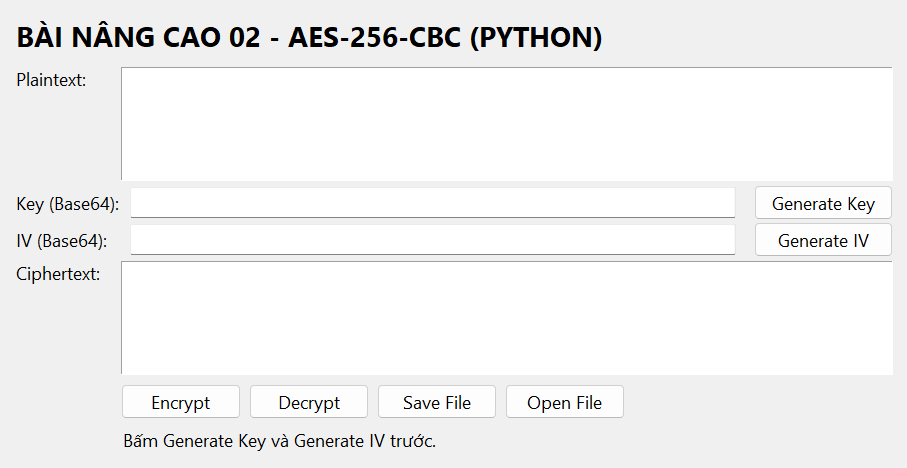 BÀI NÂNG CAO 02 - AES-256-CBC (PYTHON)
Plaintext:
Key (Base64): Generate Key
IV (Base64): Generate IV
Ciphertext:
Encrypt Decrypt Save File Open File
Bấm Generate Key và Generate IV trước.